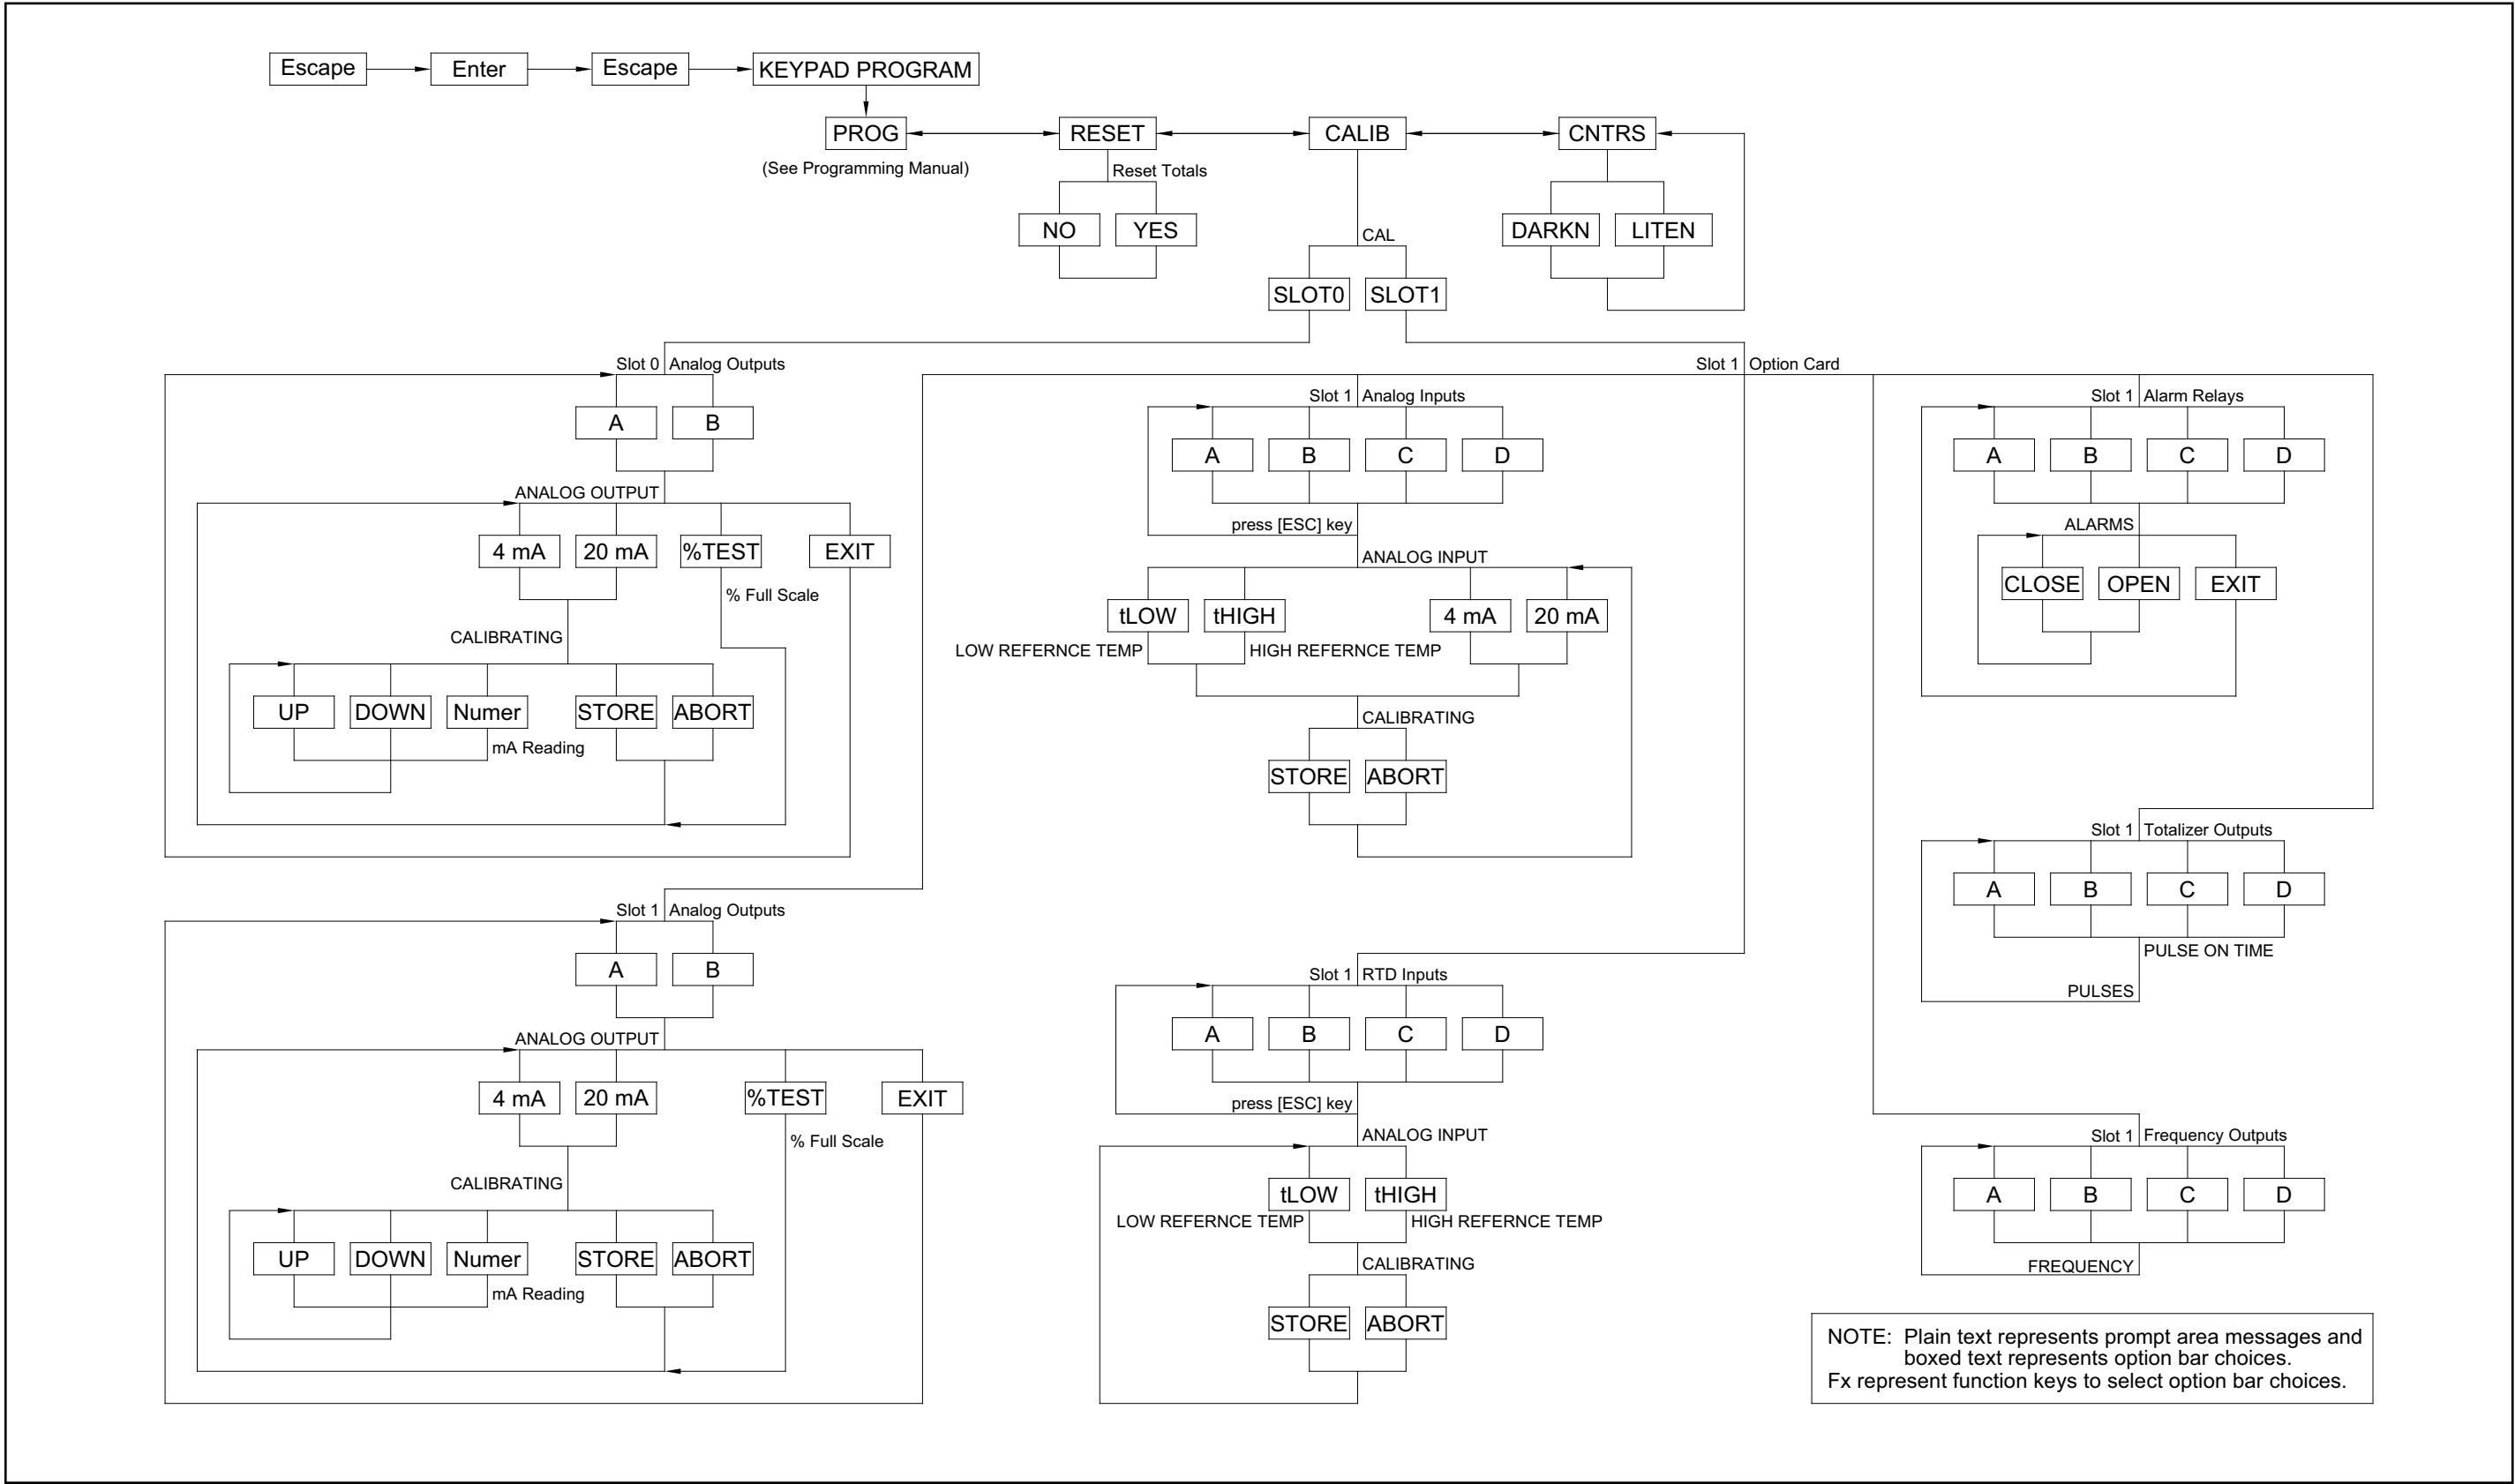 Escape
Enter
Escape
KEYPAD PROGRAM
PROG
RESET
CALIB
CNTRS
(See Programming Manual)
Reset Totals
NO
YES
DARKN
LITEN
CAL
SLOT0
SLOT1
Slot 0 Analog Outputs
A
B
ANALOG OUTPUT
4 mA
20 mA
%TEST
EXIT
% Full Scale
CALIBRATING
UP
DOWN
Numer
STORE
ABORT
mA Reading
Slot 1 Option Card
Slot 1 Analog Inputs
A
B
C
D
press [ESC] key
ANALOG INPUT
tLOW
tHIGH
4 mA
20 mA
LOW REFERNCE TEMP
HIGH REFERNCE TEMP
CALIBRATING
STORE
ABORT
Slot 1 Alarm Relays
A
B
C
D
ALARMS
CLOSE
OPEN
EXIT
Slot 1 Totalizer Outputs
A
B
C
D
PULSE ON TIME
PULSES
Slot 1 Analog Outputs
A
B
ANALOG OUTPUT
4 mA
20 mA
%TEST
EXIT
% Full Scale
CALIBRATING
UP
DOWN
Numer
STORE
ABORT
mA Reading
Slot 1 RTD Inputs
A
B
C
D
press [ESC] key
ANALOG INPUT
tLOW
tHIGH
LOW REFERNCE TEMP
HIGH REFERNCE TEMP
CALIBRATING
STORE
ABORT
Slot 1 Frequency Outputs
A
B
C
D
FREQUENCY
NOTE: Plain text represents prompt area messages and
boxed text represents option bar choices.
Fx represent function keys to select option bar choices.